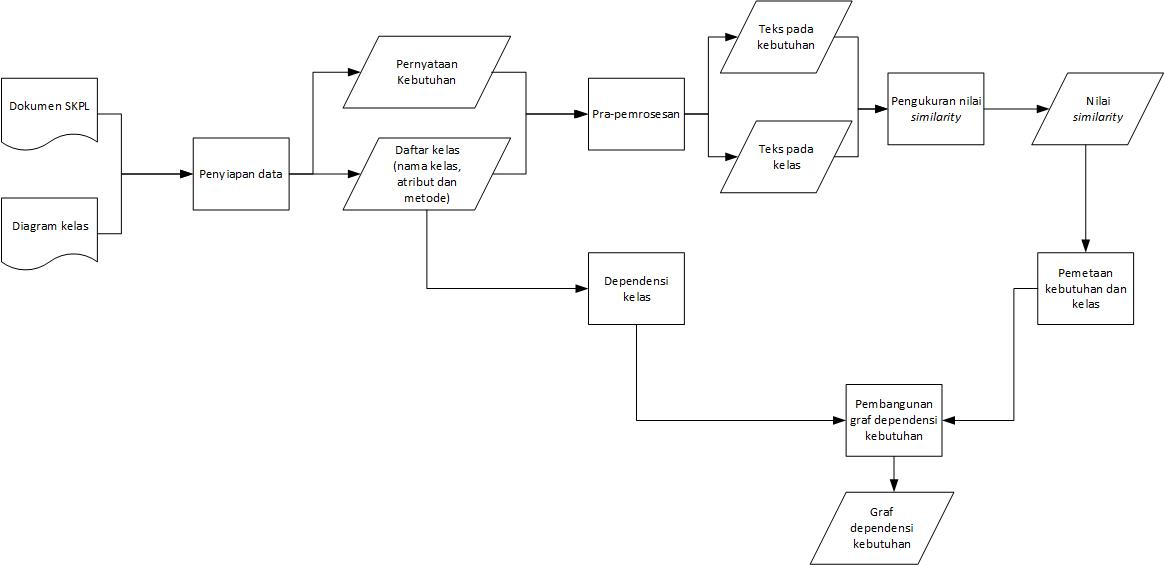 Dokumen SKPL
Diagram kelas
Penyiapan data
Pernyataan
Kebutuhan
Daftar kelas
(nama kelas,
atribut dan
metode)
Pra-pemrosesan
Teks pada
kebutuhan
Teks pada
kelas
Pengukuran nilai
similarity
Nilai
similarity
Dependensi
kelas
Pemetaan
kebutuhan dan
kelas
Pembangunan
graf dependensi
kebutuhan
Graf
dependensi
kebutuhan